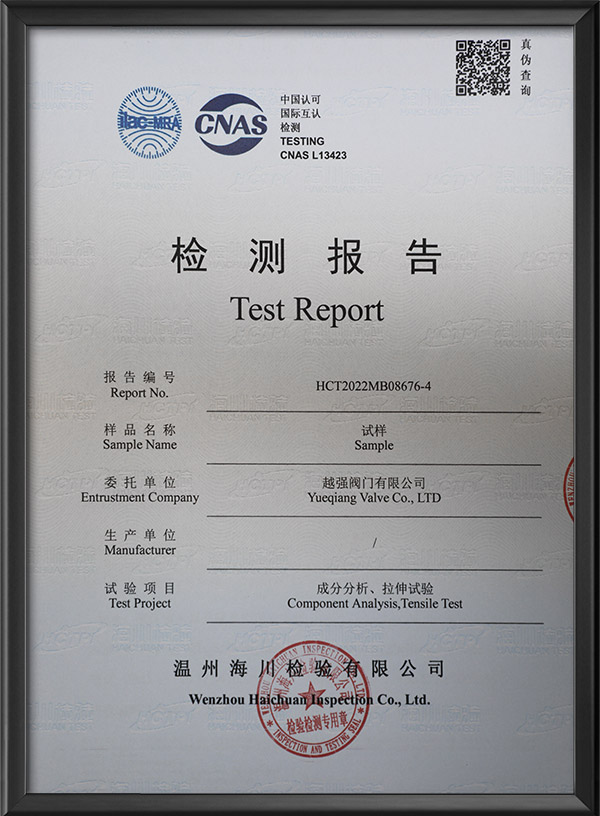 真伪查询
ilac-MRA
CNAS
中国认可
国际互认
检测
TESTING
CNAS L13423
检测报告
Test Report
报告编号
Report No.
HCT2022MB08676-4
样品名称
Sample Name
试样
Sample
委托单位
Entrustment Company
越强阀门有限公司
Yueqiang Valve Co., LTD
生产单位
Manufacturer
/
试验项目
Test Project
成分分析、拉伸试验
Component Analysis,Tensile Test
温州海川检验有限公司
Wenzhou Haichuan Inspection Co., Ltd.
检验检测专用章
INSPECTION AND TESTING SEAL